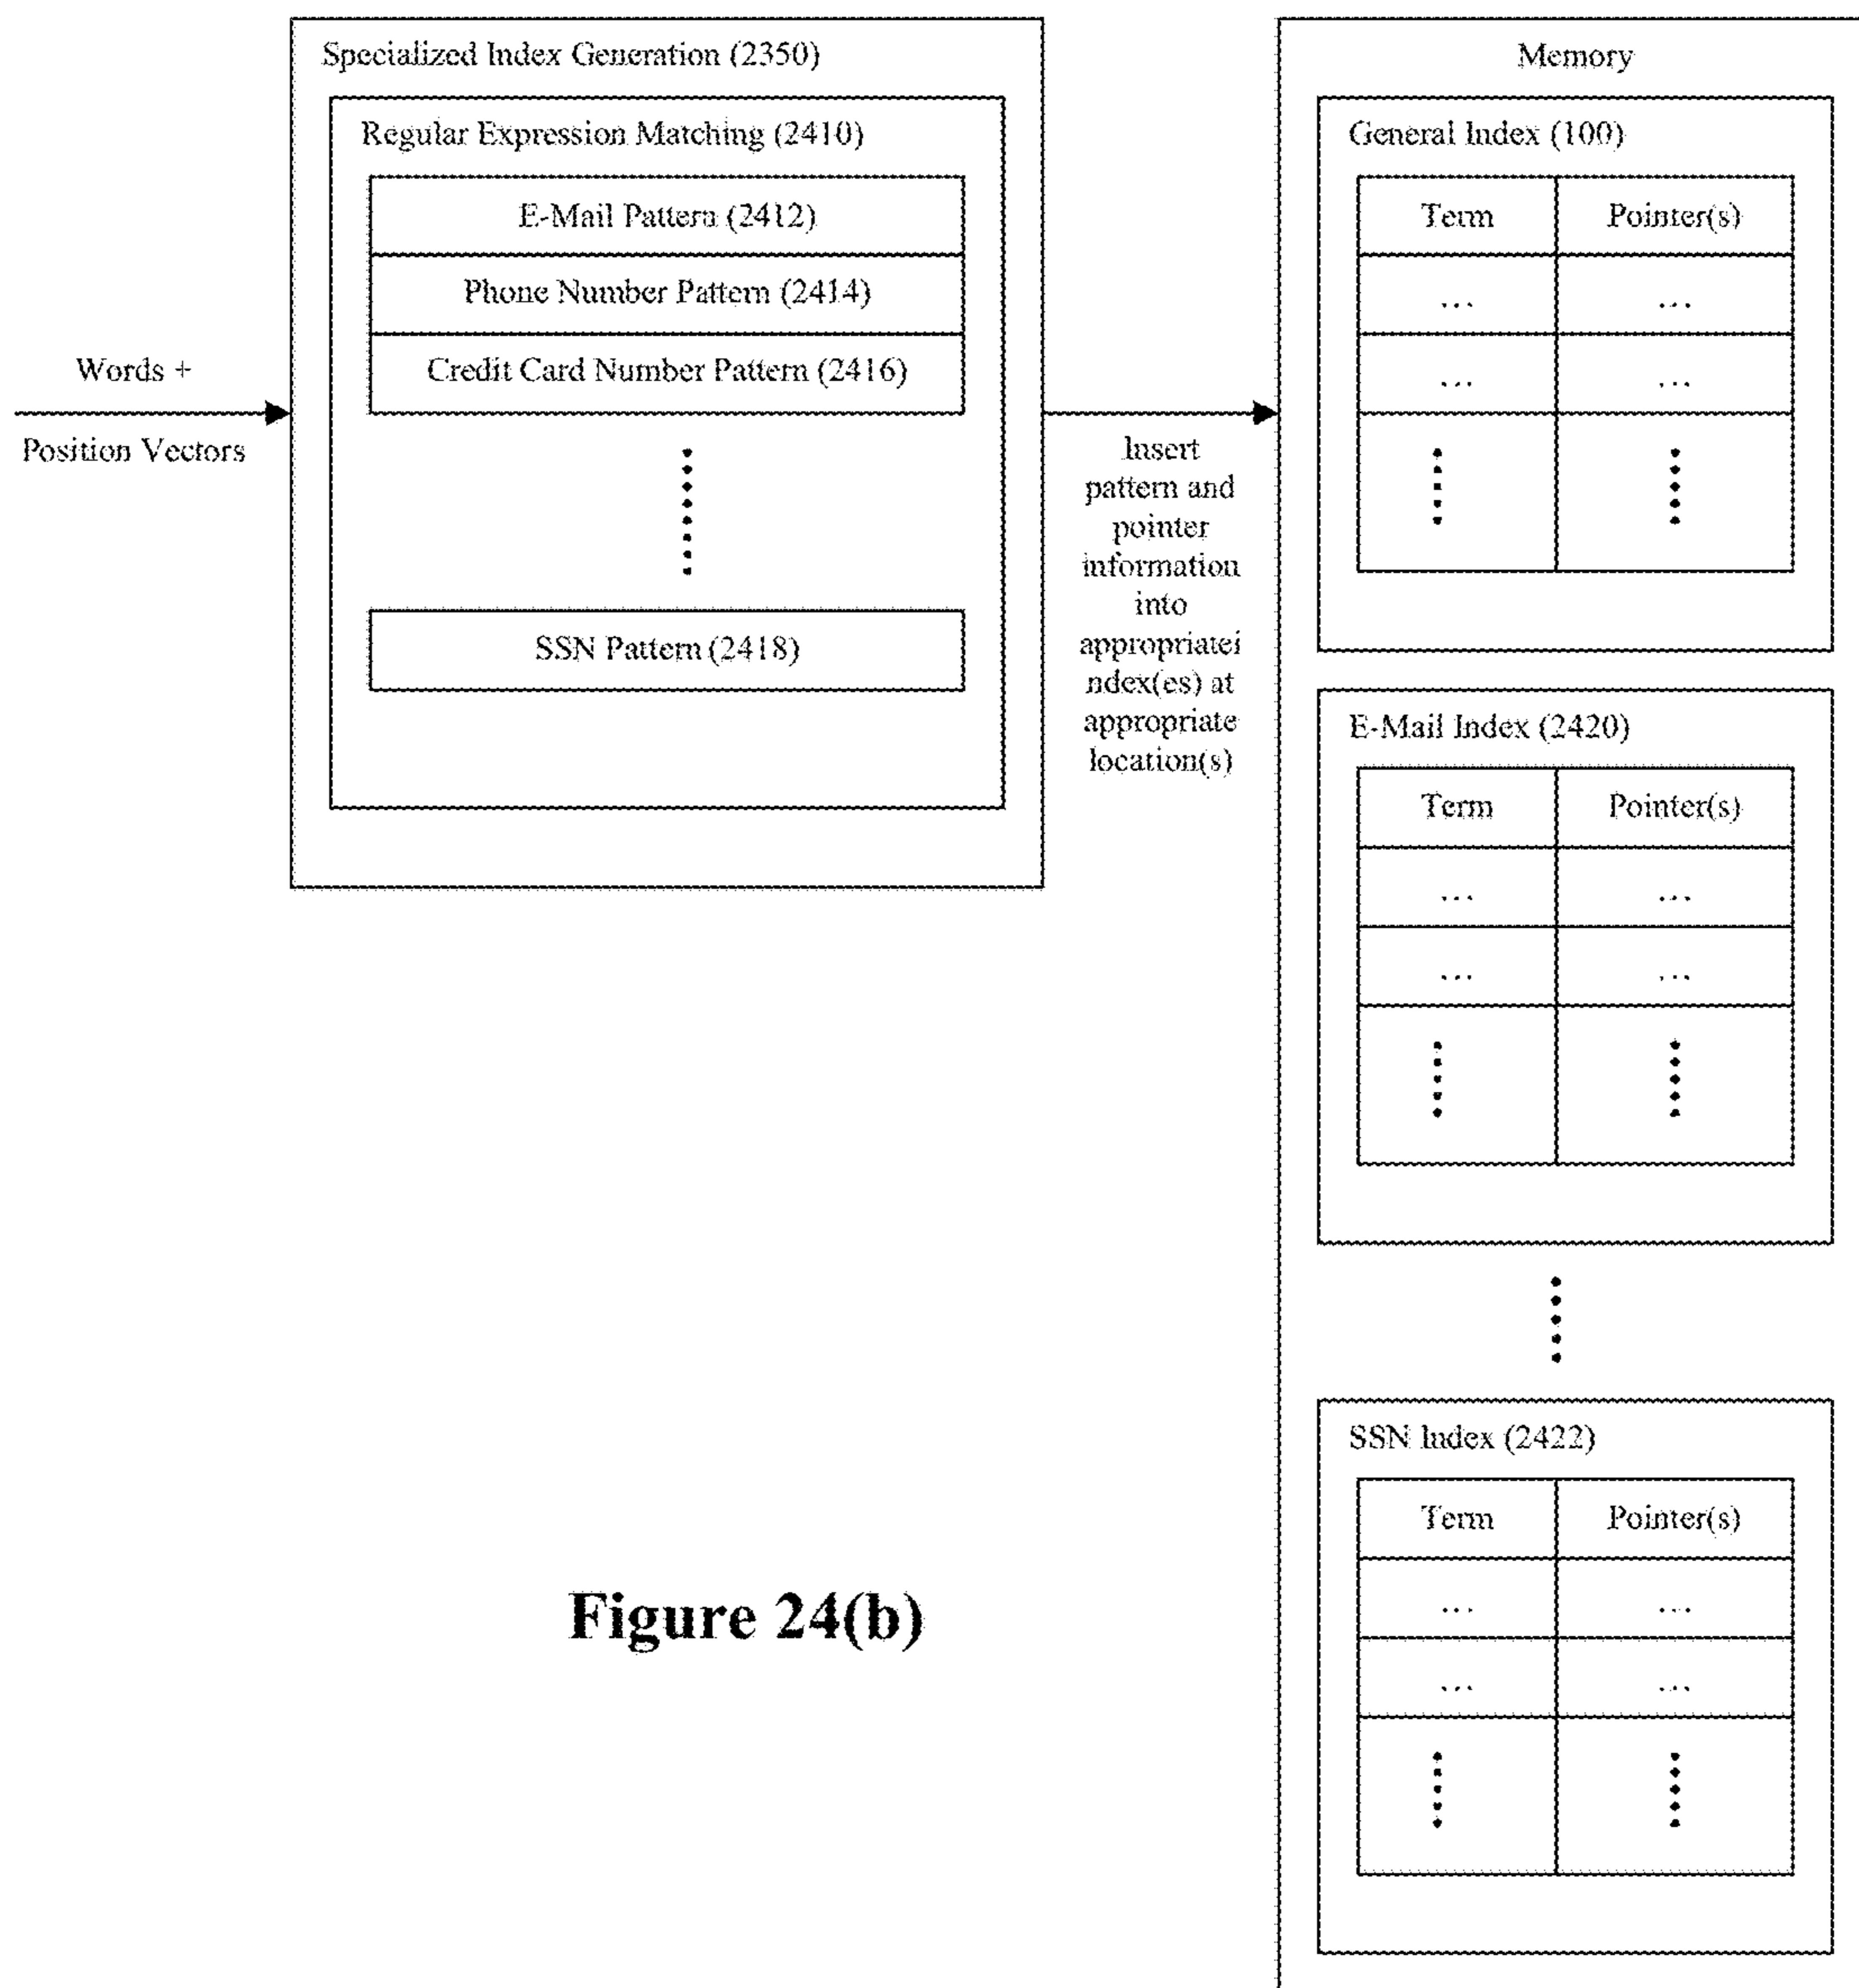 Specialized Index Generation (2350)
Regular Expression Matching (2410)
E-Mail Pattern (2412)
Phone Number Pattern (2414)
Credit Card Number Pattern (2416)
SSN Pattern (2418)
Words +
Position Vectors
Insert
pattern and
pointer
information
into
appropriatei
ndex(es) at
appropriate
location(s)
Memory
General Index (100)
Term Pointer(s)
... ...
... ...
E-Mail Index (2420)
Term Pointer(s)
... ...
... ...
SSN Index (2422)
Term Pointer(s)
... ...
... ...
Figure 24(b)